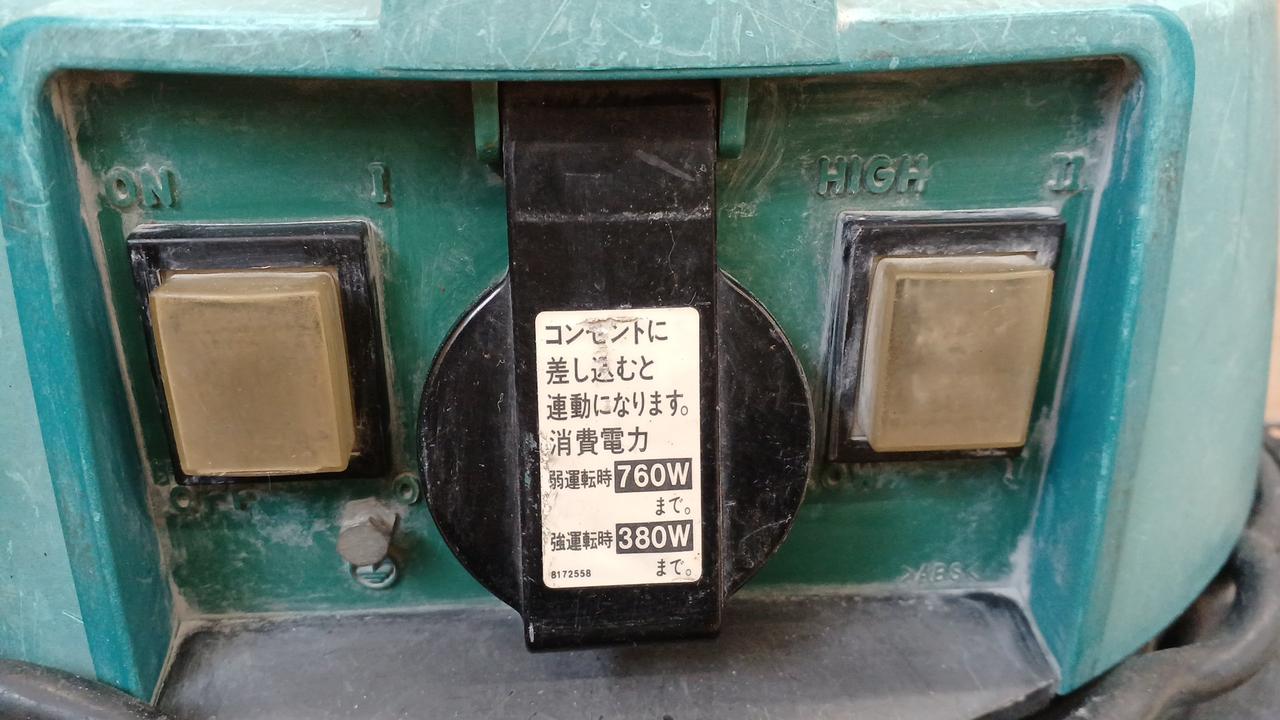 ON I
HIGH II
コンセントに
差し込むと
連動になります。
消費電力
弱運転時 760W
まで。
強運転時 380W
まで。
8172558
>ABS<